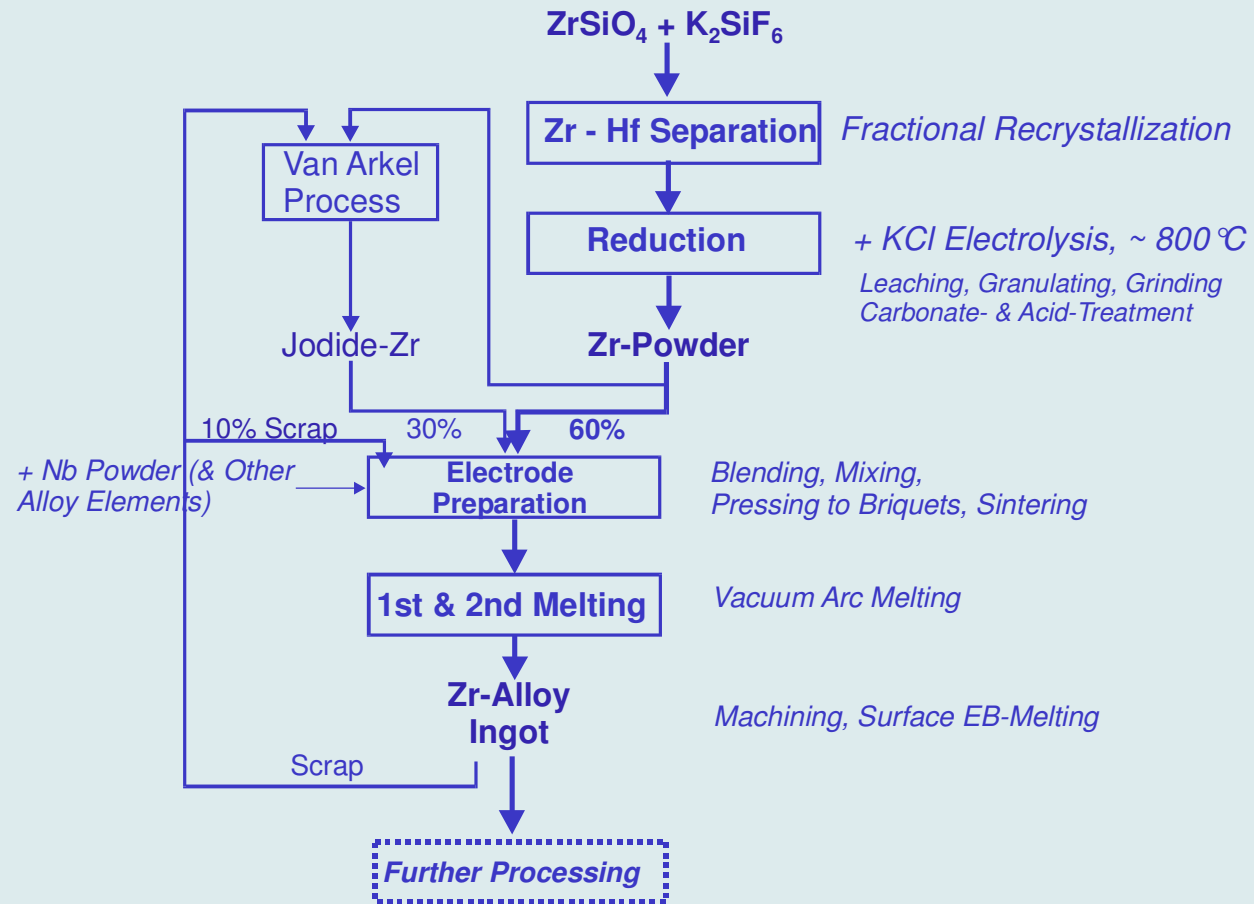 ZrSiO₄ + K₂SiF₆
Zr - Hf Separation
Fractional Recrystallization
Van Arkel
Process
Reduction
+ KCl Electrolysis, ~ 800 °C
Leaching, Granulating, Grinding
Carbonate- & Acid-Treatment
Jodide-Zr
Zr-Powder
10% Scrap
30%
60%
+ Nb Powder (& Other
Alloy Elements)
Electrode
Preparation
Blending, Mixing,
Pressing to Briquets, Sintering
1st & 2nd Melting
Vacuum Arc Melting
Zr-Alloy
Ingot
Machining, Surface EB-Melting
Scrap
Further Processing